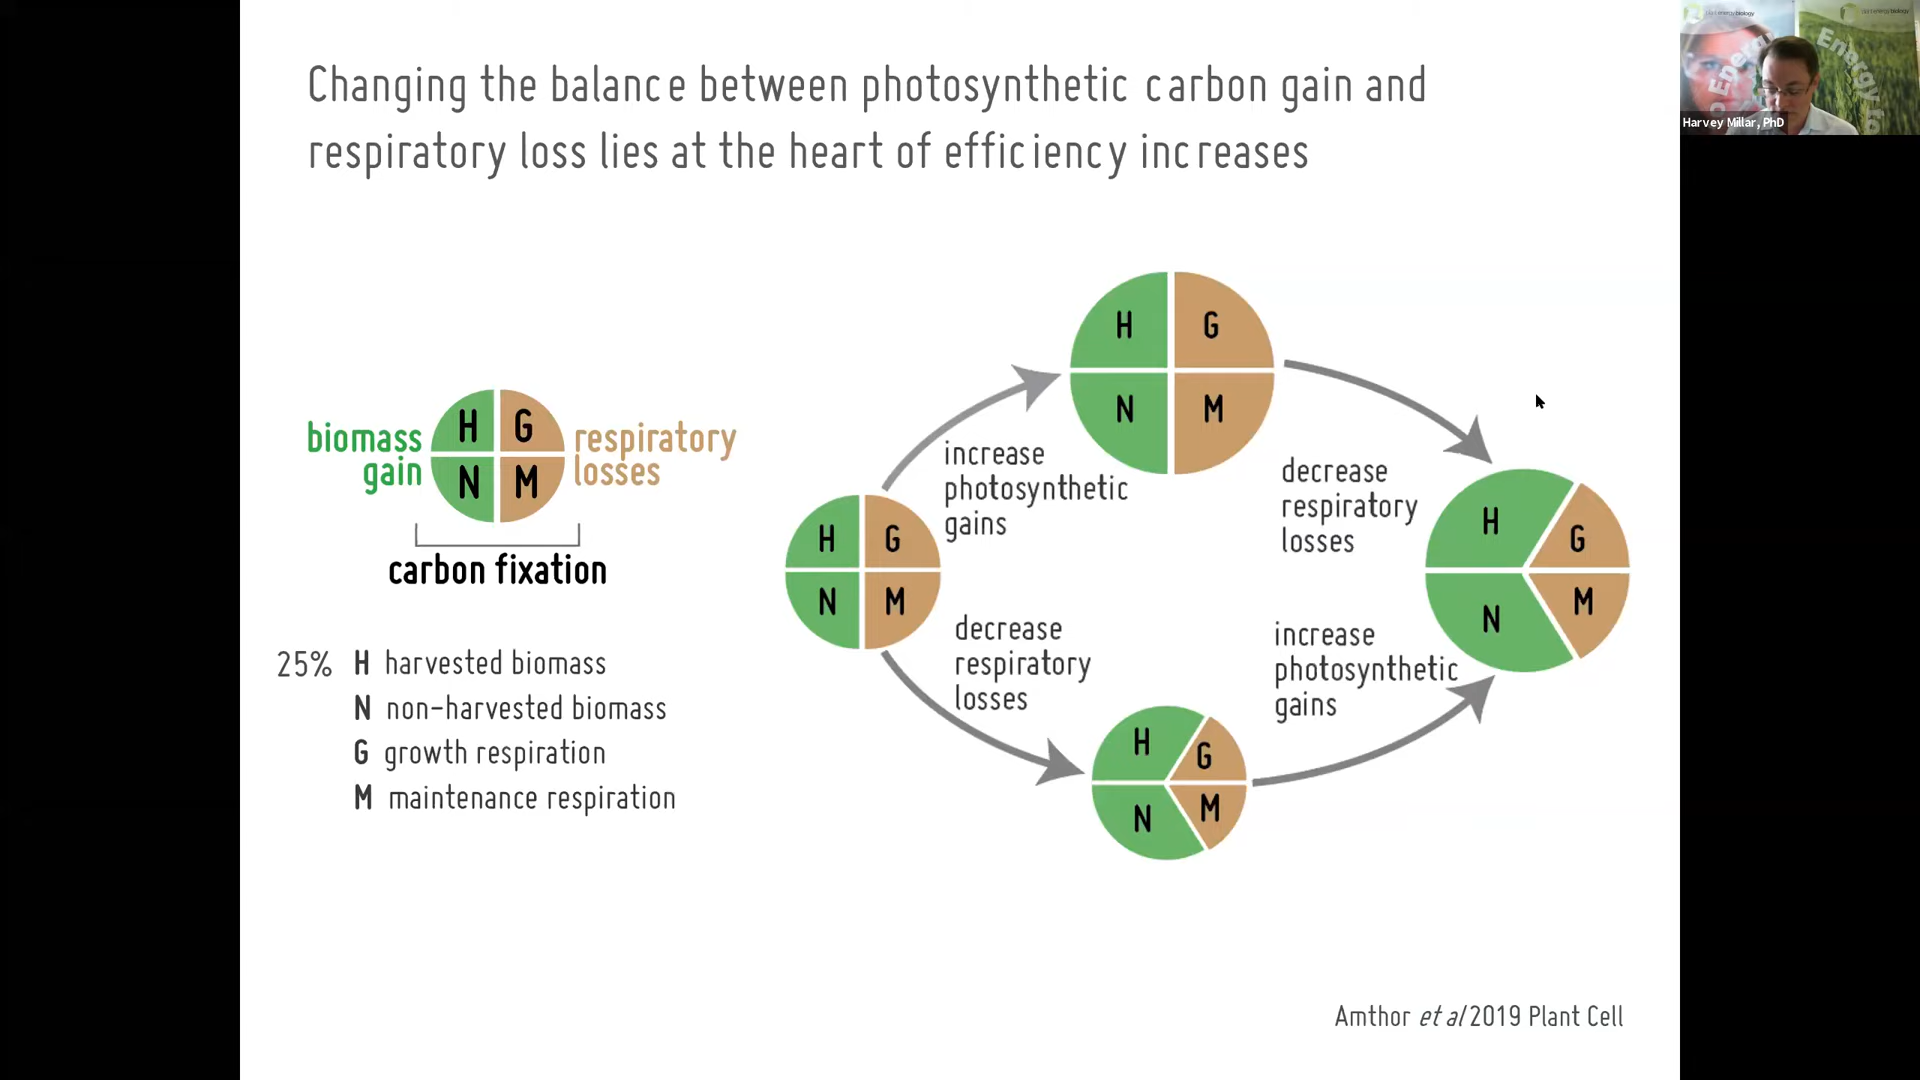 Changing the balance between photosynthetic carbon gain and
respiratory loss lies at the heart of efficiency increases
Energy
Harvey Millar, PhD
H G
N M
biomass
gain
respiratory
losses
carbon fixation
25% H harvested biomass
N non-harvested biomass
G growth respiration
M maintenance respiration
H G
N M
increase
photosynthetic
gains
H G
N M
decrease
respiratory
losses
decrease
respiratory
losses
H G
N M
increase
photosynthetic
gains
H G
N M
Amthor et al 2019 Plant Cell